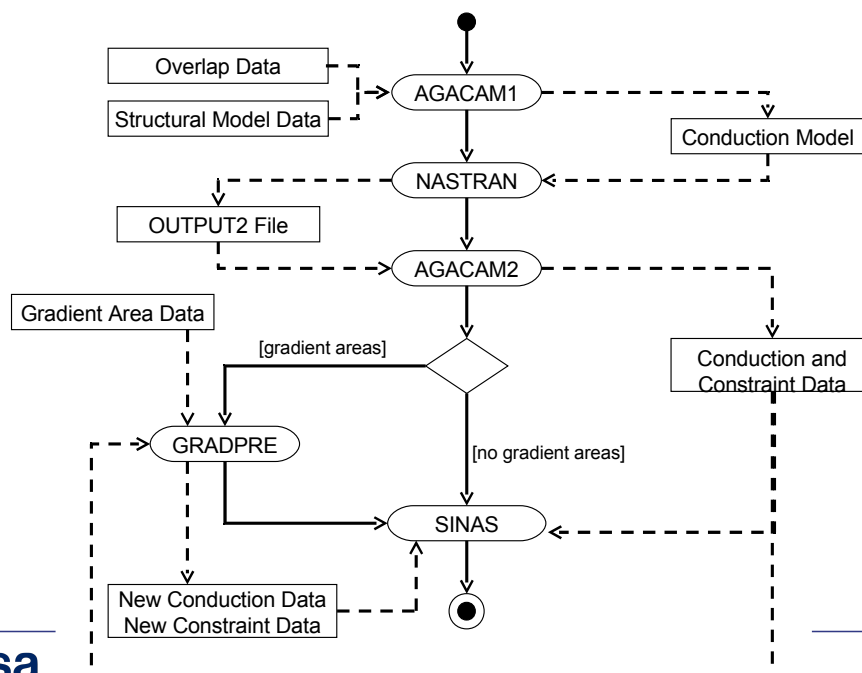 Overlap Data
AGACAM1
Structural Model Data
Conduction Model
NASTRAN
OUTPUT2 File
AGACAM2
Gradient Area Data
[gradient areas]
Conduction and
Constraint Data
GRADPRE
[no gradient areas]
SINAS
New Conduction Data
New Constraint Data
sa